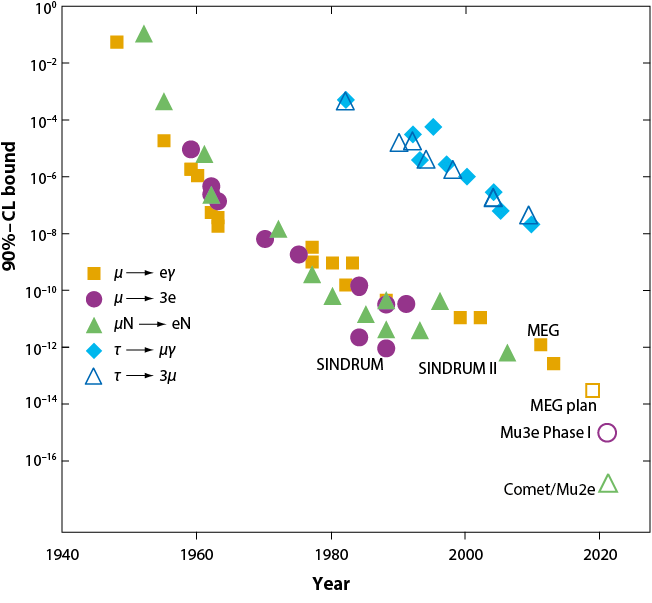 10⁰
10⁻²
10⁻⁴
10⁻⁶
10⁻⁸
10⁻¹⁰
10⁻¹²
10⁻¹⁴
10⁻¹⁶
90%–CL bound
μ → eγ
μ → 3e
μN → eN
τ → μγ
τ → 3μ
SINDRUM
SINDRUM II
MEG
MEG plan
Mu3e Phase I
Comet/Mu2e
1940 1960 1980 2000 2020
Year